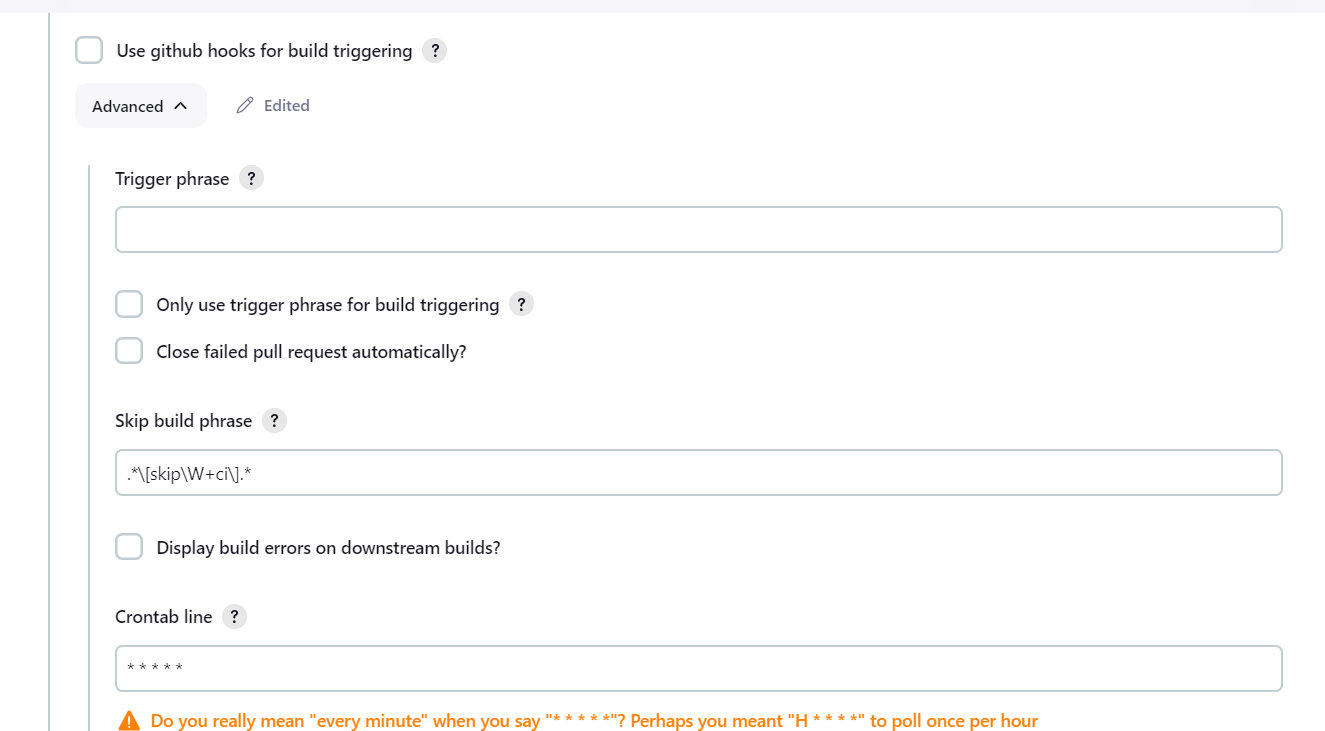 Use github hooks for build triggering ?
Advanced Edited
Trigger phrase ?
Only use trigger phrase for build triggering ?
Close failed pull request automatically?
Skip build phrase ?
.*\[skip\W+ci\].*
Display build errors on downstream builds?
Crontab line ?
* * * * *
Do you really mean "every minute" when you say "* * * * *"? Perhaps you meant "H * * * *" to poll once per hour